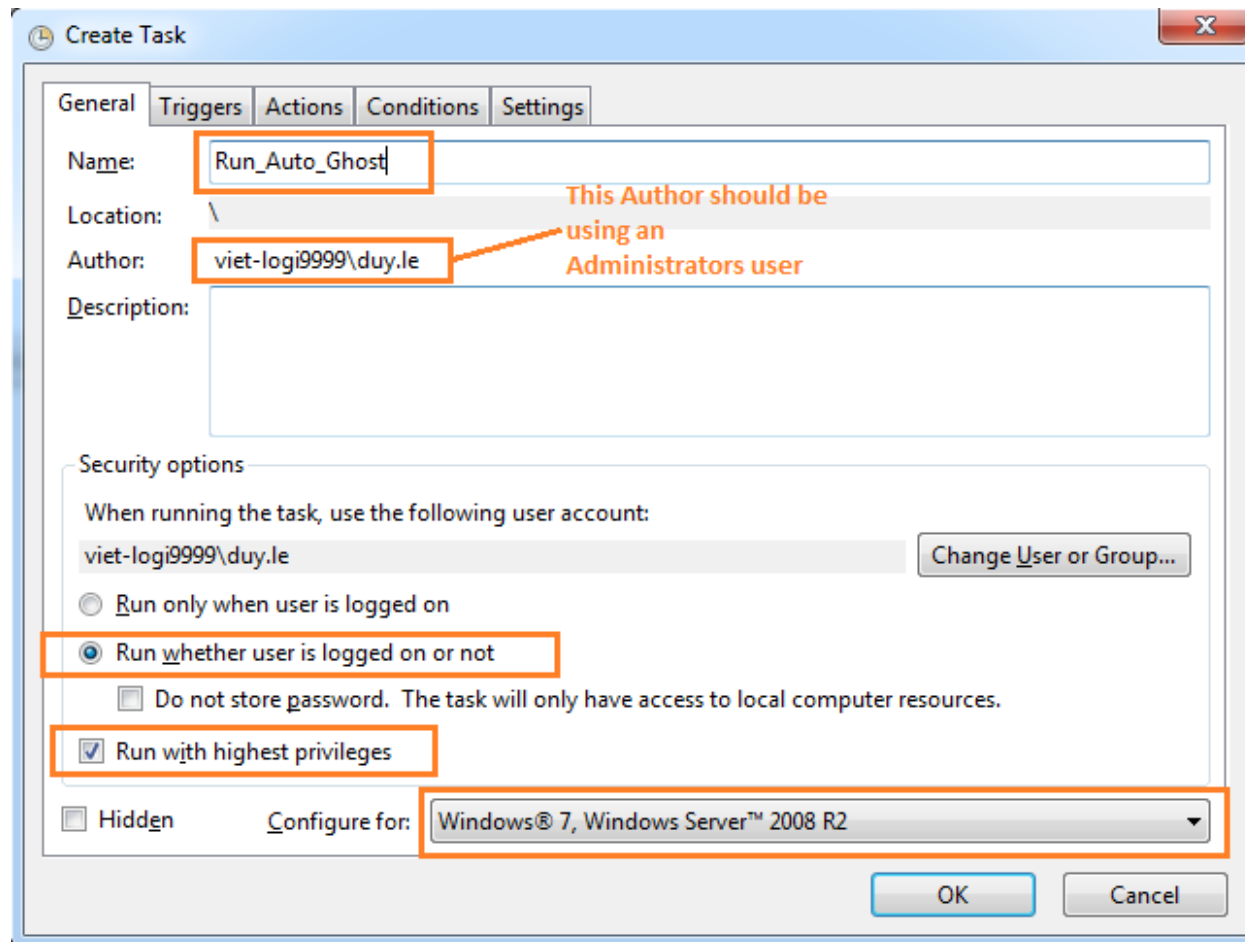 Create Task
General Triggers Actions Conditions Settings
Name: Run_Auto_Ghost
This Author should be
Location: \
using an
Author: viet-logi9999\duy.le
Administrators user
Description:
Security options
When running the task, use the following user account:
viet-logi9999\duy.le Change User or Group...
Run only when user is logged on
Run whether user is logged on or not
Do not store password. The task will only have access to local computer resources.
Run with highest privileges
Hidden Configure for: Windows® 7, Windows Server™ 2008 R2
OK Cancel